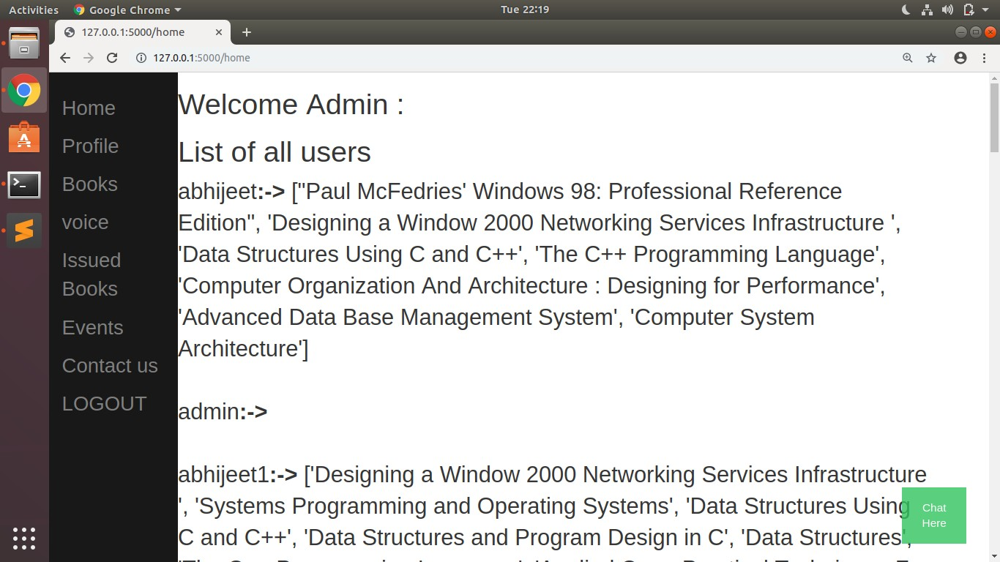 Activities
Google Chrome
Tue 22:19
127.0.0.1:5000/home
127.0.0.1:5000/home
Home
Profile
Books
voice
Issued
Books
Events
Contact us
LOGOUT
Welcome Admin :
List of all users
abhijeet:-> ["Paul McFedries' Windows 98: Professional Reference
Edition", 'Designing a Window 2000 Networking Services Infrastructure ',
'Data Structures Using C and C++', 'The C++ Programming Language',
'Computer Organization And Architecture : Designing for Performance',
'Advanced Data Base Management System', 'Computer System
Architecture']
admin:->
abhijeet1:-> ['Designing a Window 2000 Networking Services Infrastructure
', 'Systems Programming and Operating Systems', 'Data Structures Using
C and C++', 'Data Structures and Program Design in C', 'Data Structures',
Chat
Here